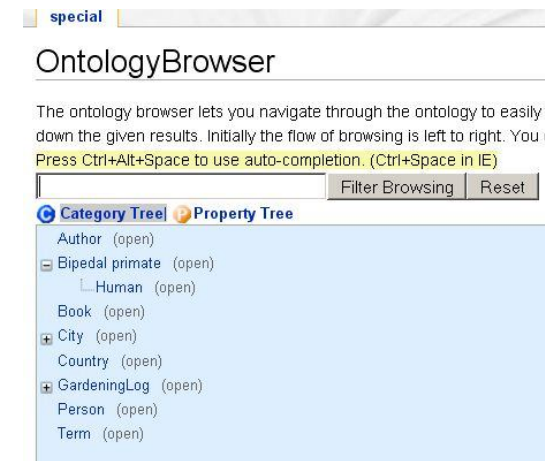 special
OntologyBrowser
The ontology browser lets you navigate through the ontology to easily
down the given results. Initially the flow of browsing is left to right. You
Press Ctrl+Alt+Space to use auto-completion. (Ctrl+Space in IE)
Filter Browsing Reset
C Category Tree P Property Tree
Author (open)
Bipedal primate (open)
Human (open)
Book (open)
City (open)
Country (open)
GardeningLog (open)
Person (open)
Term (open)